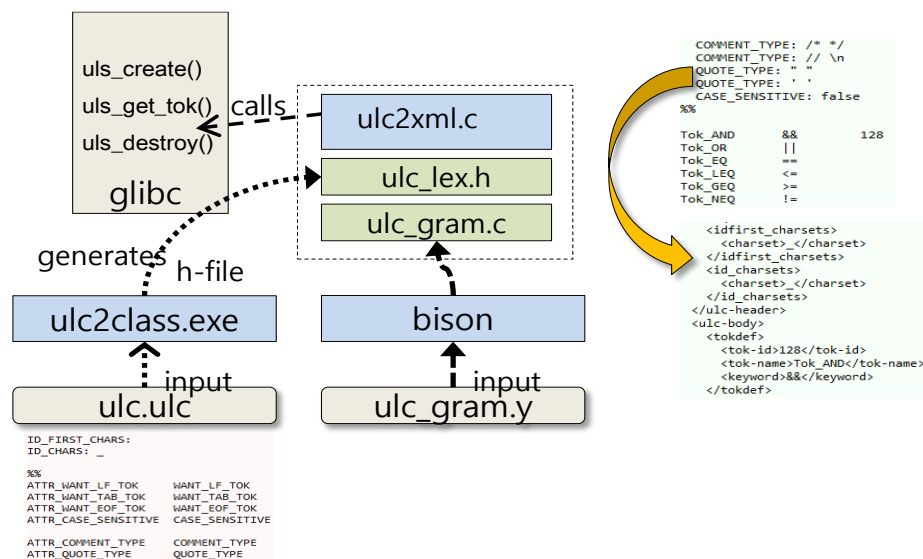 uls_create()
uls_get_tok()
uls_destroy()
glibc
calls
ulc2xml.c
ulc_lex.h
ulc_gram.c
generates
h-file
ulc2class.exe
bison
input
input
ulc.ulc
ulc_gram.y
ID_FIRST_CHARS:
ID_CHARS: _
%%
ATTR_WANT_LF_TOK WANT_LF_TOK
ATTR_WANT_TAB_TOK WANT_TAB_TOK
ATTR_WANT_EOF_TOK WANT_EOF_TOK
ATTR_CASE_SENSITIVE CASE_SENSITIVE
ATTR_COMMENT_TYPE COMMENT_TYPE
ATTR_QUOTE_TYPE QUOTE_TYPE
COMMENT_TYPE: /* */
COMMENT_TYPE: // \n
QUOTE_TYPE: " "
QUOTE_TYPE: ' '
CASE_SENSITIVE: false
%%
Tok_AND && 128
Tok_OR ||
Tok_EQ ==
Tok_LEQ <=
Tok_GEQ >=
Tok_NEQ !=
<idfirst_charsets>
<charset>_</charset>
</idfirst_charsets>
<id_charsets>
<charset>_</charset>
</id_charsets>
</ulc-header>
<ulc-body>
<tokdef>
<tok-id>128</tok-id>
<tok-name>Tok_AND</tok-name>
<keyword>&&</keyword>
</tokdef>